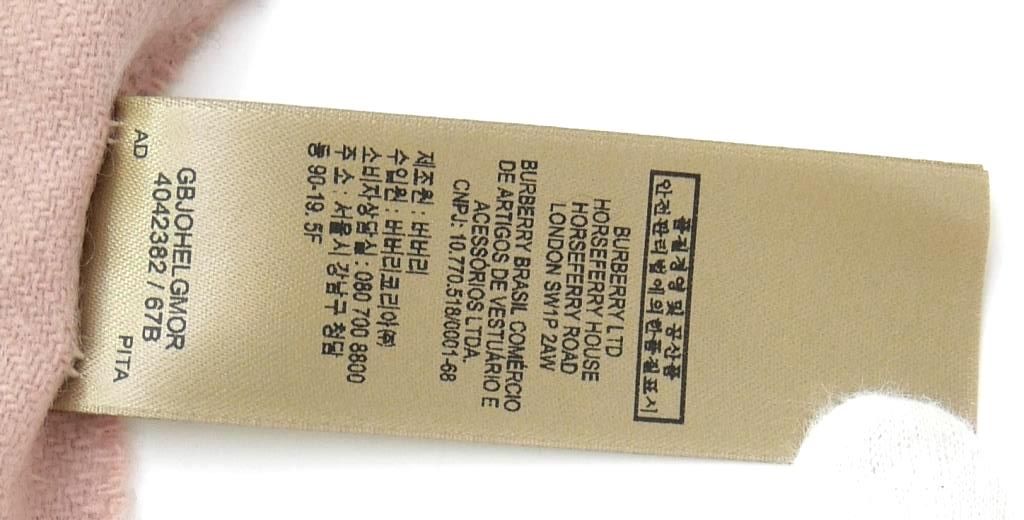 품질경영 및 공산품
안전관리법에 의한 품질표시
BURBERRY LTD
HORSEFERRY HOUSE
HORSEFERRY ROAD
LONDON SW1P 2AW
BURBERRY BRASIL COMÉRCIO
DE ARTIGOS DE VESTUÁRIO E
ACESSÓRIOS LTDA.
CNPJ: 10.770.518/0001-68
제조원 : 버버리
수입원 : 버버리코리아㈜
소비자상담실 : 080 700 8800
주소 : 서울시 강남구 청담
동 90-19, 5F
GBJOHELGMOR
4042382 / 67B
AD PITA